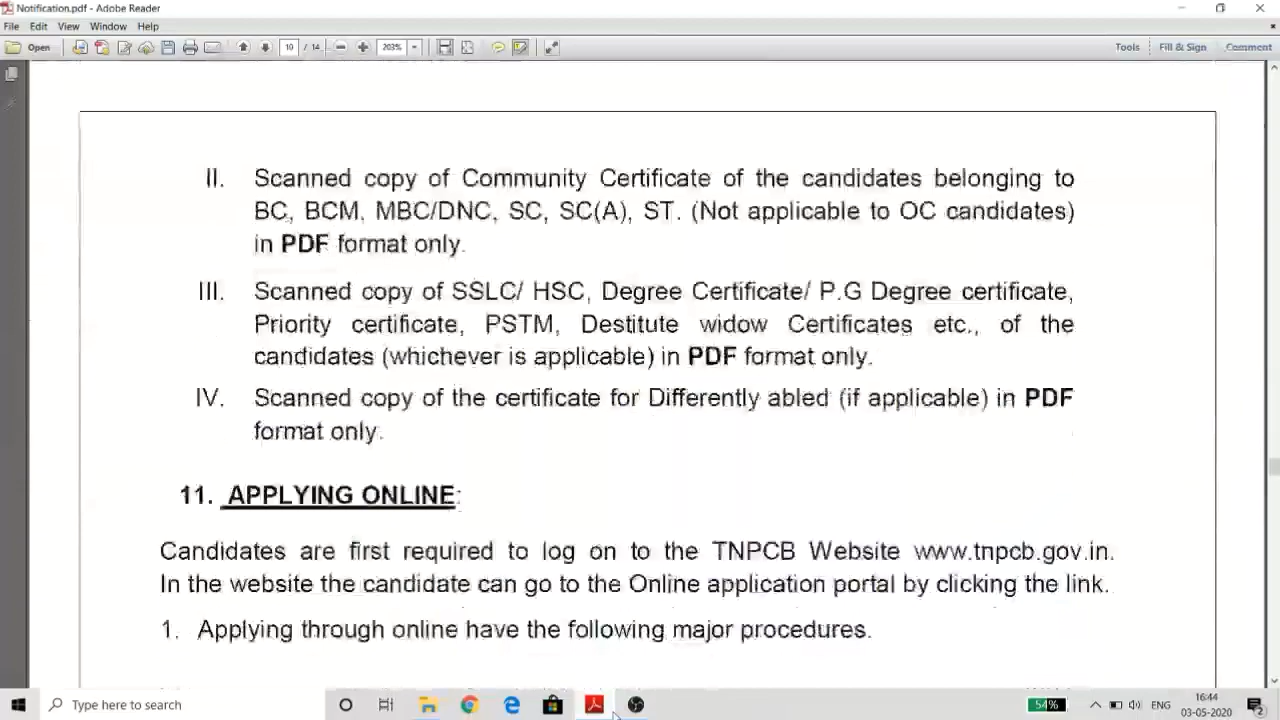 Notification.pdf - Adobe Reader
File Edit View Window Help
Open 10 / 14 203% Tools Fill & Sign Comment
II. Scanned copy of Community Certificate of the candidates belonging to
BC, BCM, MBC/DNC, SC, SC(A), ST. (Not applicable to OC candidates)
in PDF format only.
III. Scanned copy of SSLC/ HSC, Degree Certificate/ P.G Degree certificate,
Priority certificate, PSTM, Destitute widow Certificates etc., of the
candidates (whichever is applicable) in PDF format only.
IV. Scanned copy of the certificate for Differently abled (if applicable) in PDF
format only.
11. APPLYING ONLINE:
Candidates are first required to log on to the TNPCB Website www.tnpcb.gov.in.
In the website the candidate can go to the Online application portal by clicking the link.
1. Applying through online have the following major procedures.
Type here to search
54%
ENG
16:44
03-05-2020
2